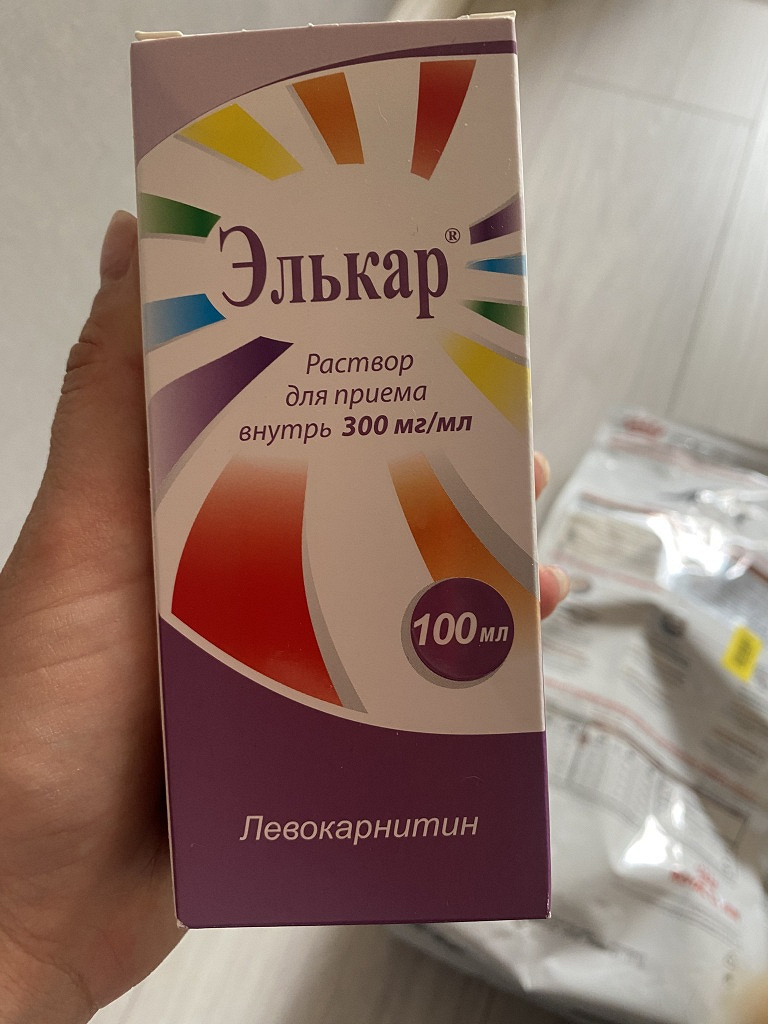 Элькар®
Раствор
для приема
внутрь 300 мг/мл
100 мл
Левокарнитин